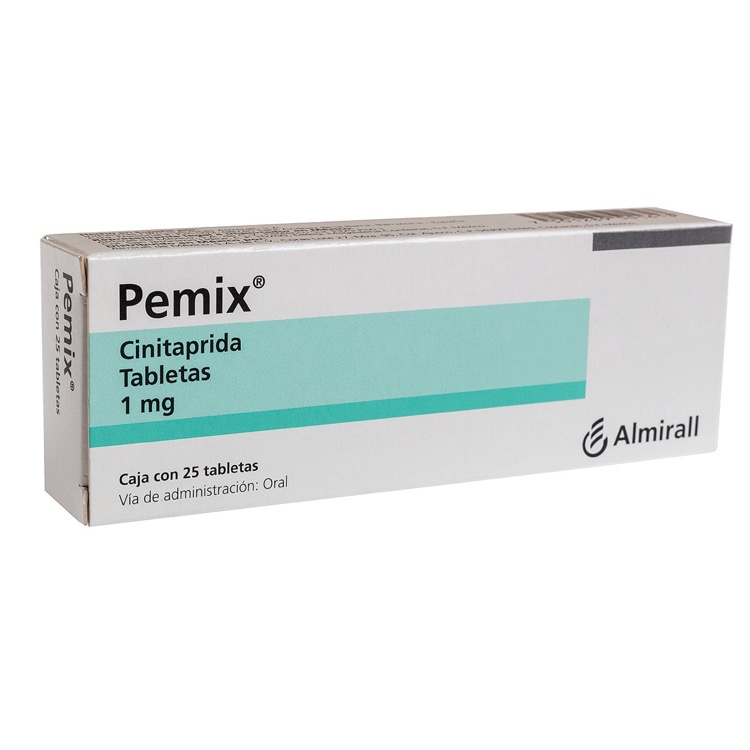 Pemix®
Cinitaprida
Tabletas
1 mg
Almirall
Caja con 25 tabletas
Vía de administración: Oral
Pemix®
Caja con 25 tabletas